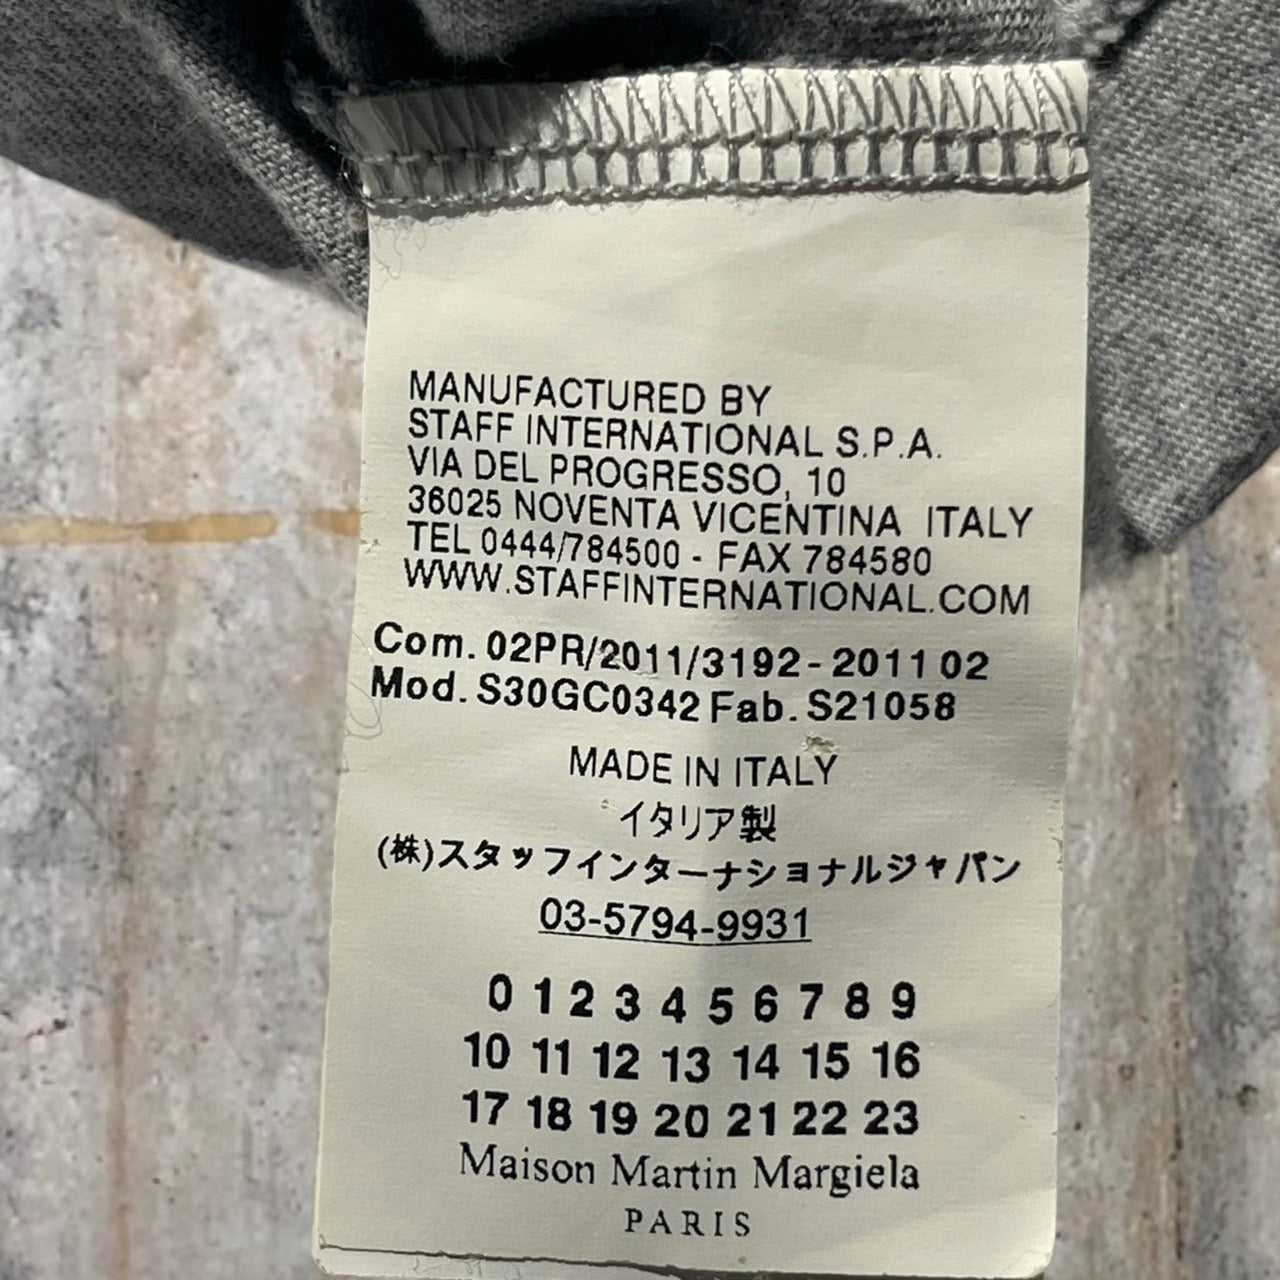 MANUFACTURED BY
STAFF INTERNATIONAL S.P.A.
VIA DEL PROGRESSO, 10
36025 NOVENTA VICENTINA ITALY
TEL 0444/784500 - FAX 784580
WWW.STAFFINTERNATIONAL.COM
Com. 02PR/2011/3192 - 2011 02
Mod. S30GC0342 Fab. S21058
MADE IN ITALY
イタリア製
(株)スタッフインターナショナルジャパン
03-5794-9931
0 1 2 3 4 5 6 7 8 9
10 11 12 13 14 15 16
17 18 19 20 21 22 23
Maison Martin Margiela
PARIS